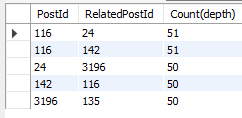 PostId RelatedPostId Count(depth)
116 24 51
116 142 51
24 3196 50
142 116 50
3196 135 50